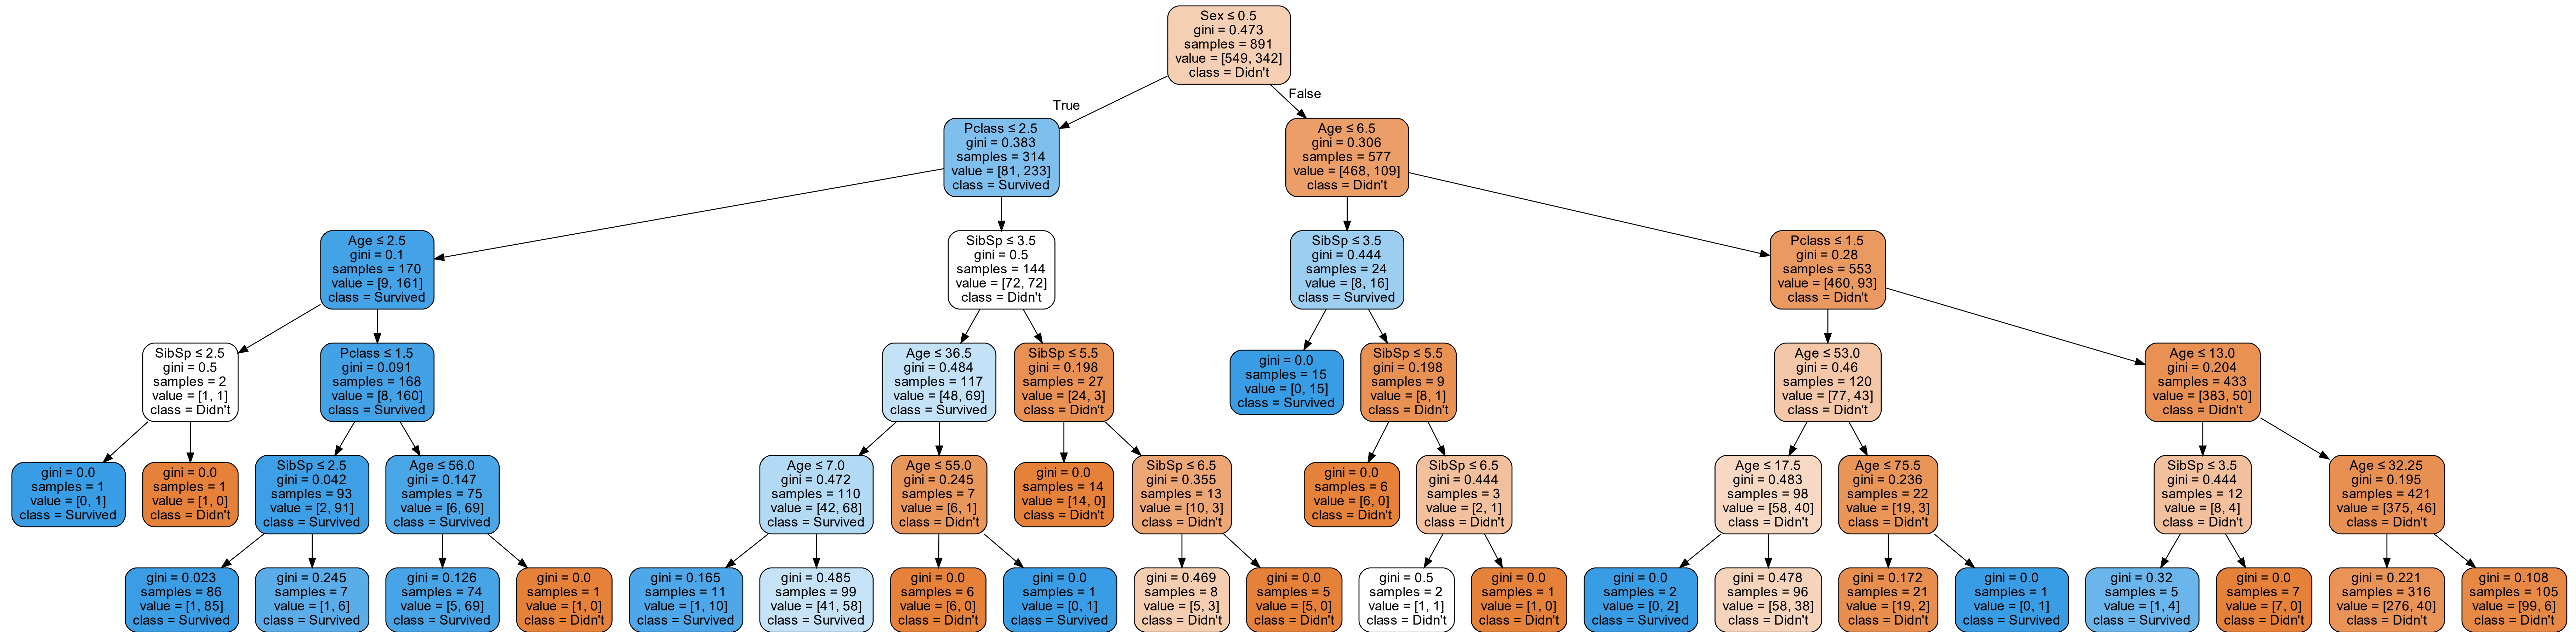 Sex ≤ 0.5
gini = 0.473
samples = 891
value = [549, 342]
class = Didn't
True
False
Pclass ≤ 2.5
gini = 0.383
samples = 314
value = [81, 233]
class = Survived
Age ≤ 6.5
gini = 0.306
samples = 577
value = [468, 109]
class = Didn't
Age ≤ 2.5
gini = 0.1
samples = 170
value = [9, 161]
class = Survived
SibSp ≤ 3.5
gini = 0.5
samples = 144
value = [72, 72]
class = Didn't
SibSp ≤ 3.5
gini = 0.444
samples = 24
value = [8, 16]
class = Survived
Pclass ≤ 1.5
gini = 0.28
samples = 553
value = [460, 93]
class = Didn't
SibSp ≤ 2.5
gini = 0.5
samples = 2
value = [1, 1]
class = Didn't
Pclass ≤ 1.5
gini = 0.091
samples = 168
value = [8, 160]
class = Survived
Age ≤ 36.5
gini = 0.484
samples = 117
value = [48, 69]
class = Survived
SibSp ≤ 5.5
gini = 0.198
samples = 27
value = [24, 3]
class = Didn't
gini = 0.0
samples = 15
value = [0, 15]
class = Survived
SibSp ≤ 5.5
gini = 0.198
samples = 9
value = [8, 1]
class = Didn't
Age ≤ 53.0
gini = 0.46
samples = 120
value = [77, 43]
class = Didn't
Age ≤ 13.0
gini = 0.204
samples = 433
value = [383, 50]
class = Didn't
gini = 0.0
samples = 1
value = [0, 1]
class = Survived
gini = 0.0
samples = 1
value = [1, 0]
class = Didn't
SibSp ≤ 2.5
gini = 0.042
samples = 93
value = [2, 91]
class = Survived
Age ≤ 56.0
gini = 0.147
samples = 75
value = [6, 69]
class = Survived
Age ≤ 7.0
gini = 0.472
samples = 110
value = [42, 68]
class = Survived
Age ≤ 55.0
gini = 0.245
samples = 7
value = [6, 1]
class = Didn't
gini = 0.0
samples = 14
value = [14, 0]
class = Didn't
SibSp ≤ 6.5
gini = 0.355
samples = 13
value = [10, 3]
class = Didn't
gini = 0.0
samples = 6
value = [6, 0]
class = Didn't
SibSp ≤ 6.5
gini = 0.444
samples = 3
value = [2, 1]
class = Didn't
Age ≤ 17.5
gini = 0.483
samples = 98
value = [58, 40]
class = Didn't
Age ≤ 75.5
gini = 0.236
samples = 22
value = [19, 3]
class = Didn't
SibSp ≤ 3.5
gini = 0.444
samples = 12
value = [8, 4]
class = Didn't
Age ≤ 32.25
gini = 0.195
samples = 421
value = [375, 46]
class = Didn't
gini = 0.023
samples = 86
value = [1, 85]
class = Survived
gini = 0.245
samples = 7
value = [1, 6]
class = Survived
gini = 0.126
samples = 74
value = [5, 69]
class = Survived
gini = 0.0
samples = 1
value = [1, 0]
class = Didn't
gini = 0.165
samples = 11
value = [1, 10]
class = Survived
gini = 0.485
samples = 99
value = [41, 58]
class = Survived
gini = 0.0
samples = 6
value = [6, 0]
class = Didn't
gini = 0.0
samples = 1
value = [0, 1]
class = Survived
gini = 0.469
samples = 8
value = [5, 3]
class = Didn't
gini = 0.0
samples = 5
value = [5, 0]
class = Didn't
gini = 0.5
samples = 2
value = [1, 1]
class = Didn't
gini = 0.0
samples = 1
value = [1, 0]
class = Didn't
gini = 0.0
samples = 2
value = [0, 2]
class = Survived
gini = 0.478
samples = 96
value = [58, 38]
class = Didn't
gini = 0.172
samples = 21
value = [19, 2]
class = Didn't
gini = 0.0
samples = 1
value = [0, 1]
class = Survived
gini = 0.32
samples = 5
value = [1, 4]
class = Survived
gini = 0.0
samples = 7
value = [7, 0]
class = Didn't
gini = 0.221
samples = 316
value = [276, 40]
class = Didn't
gini = 0.108
samples = 105
value = [99, 6]
class = Didn't